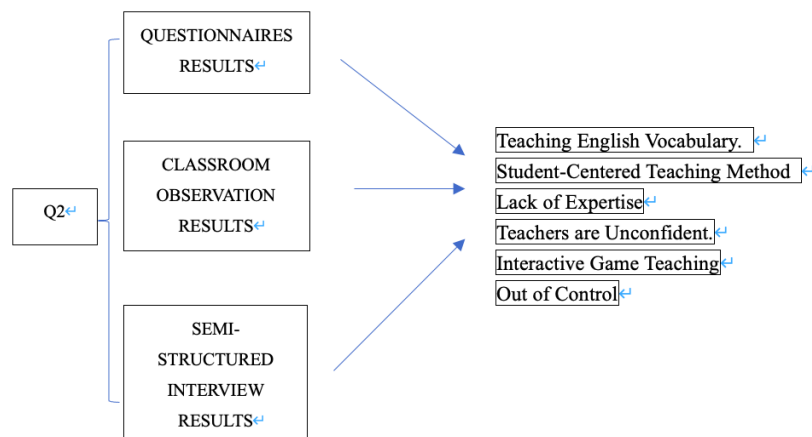 Q2
QUESTIONNAIRES
RESULTS
CLASSROOM
OBSERVATION
RESULTS
SEMI-
STRUCTURED
INTERVIEW
RESULTS
Teaching English Vocabulary.
Student-Centered Teaching Method
Lack of Expertise
Teachers are Unconfident.
Interactive Game Teaching
Out of Control